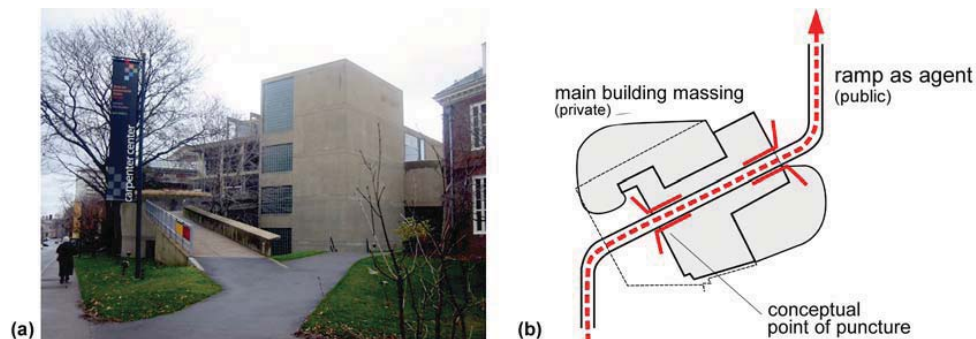 carpenter center
(a)
main building massing
(private)
ramp as agent
(public)
conceptual
point of puncture
(b)